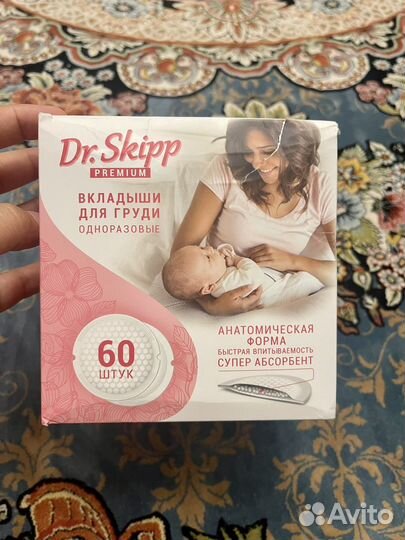 Dr. Skipp
PREMIUM
ВКЛАДЫШИ
ДЛЯ ГРУДИ
ОДНОРАЗОВЫЕ
60
ШТУК
АНАТОМИЧЕСКАЯ
ФОРМА
БЫСТРАЯ ВПИТЫВАЕМОСТЬ
СУПЕР АБСОРБЕНТ
Avito